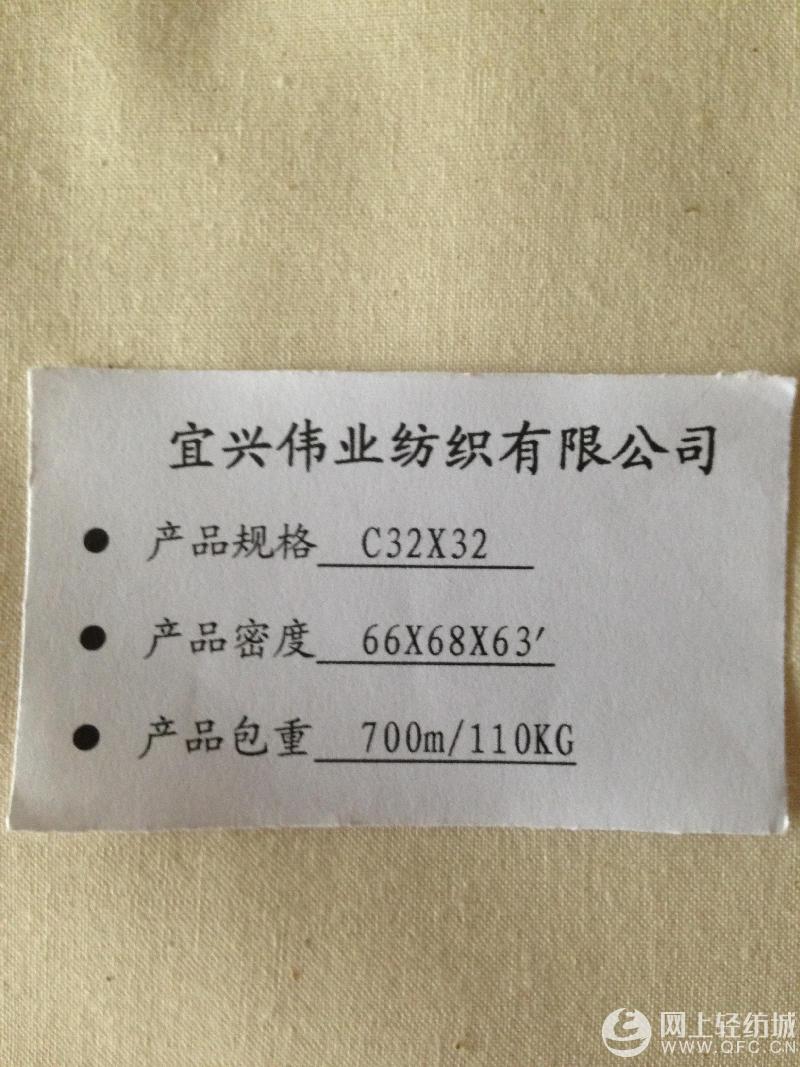 宜兴伟业纺织有限公司
● 产品规格 C32X32
● 产品密度 66X68X63′
● 产品包重 700m/110KG
网上轻纺城
WWW.QFC.CN